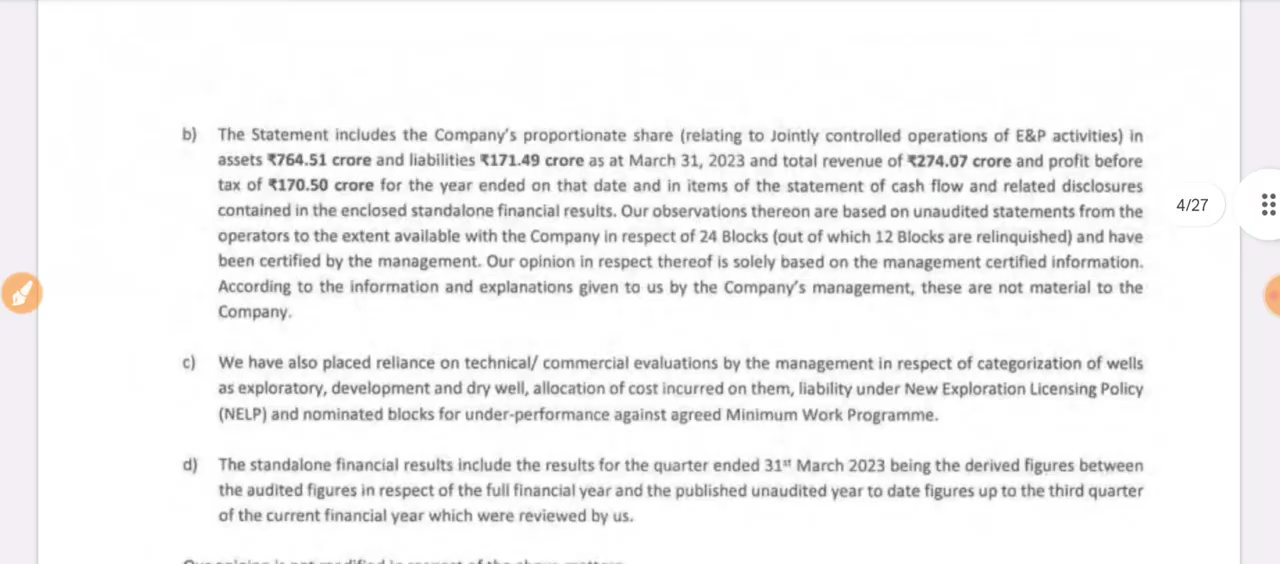 b) The Statement includes the Company's proportionate share (relating to Jointly controlled operations of E&P activities) in
assets ₹764.51 crore and liabilities ₹171.49 crore as at March 31, 2023 and total revenue of ₹274.07 crore and profit before
tax of ₹170.50 crore for the year ended on that date and in items of the statement of cash flow and related disclosures
contained in the enclosed standalone financial results. Our observations thereon are based on unaudited statements from the
operators to the extent available with the Company in respect of 24 Blocks (out of which 12 Blocks are relinquished) and have
been certified by the management. Our opinion in respect thereof is solely based on the management certified information.
According to the information and explanations given to us by the Company's management, these are not material to the
Company.
4/27
c) We have also placed reliance on technical/ commercial evaluations by the management in respect of categorization of wells
as exploratory, development and dry well, allocation of cost incurred on them, liability under New Exploration Licensing Policy
(NELP) and nominated blocks for under-performance against agreed Minimum Work Programme.
d) The standalone financial results include the results for the quarter ended 31st March 2023 being the derived figures between
the audited figures in respect of the full financial year and the published unaudited year to date figures up to the third quarter
of the current financial year which were reviewed by us.